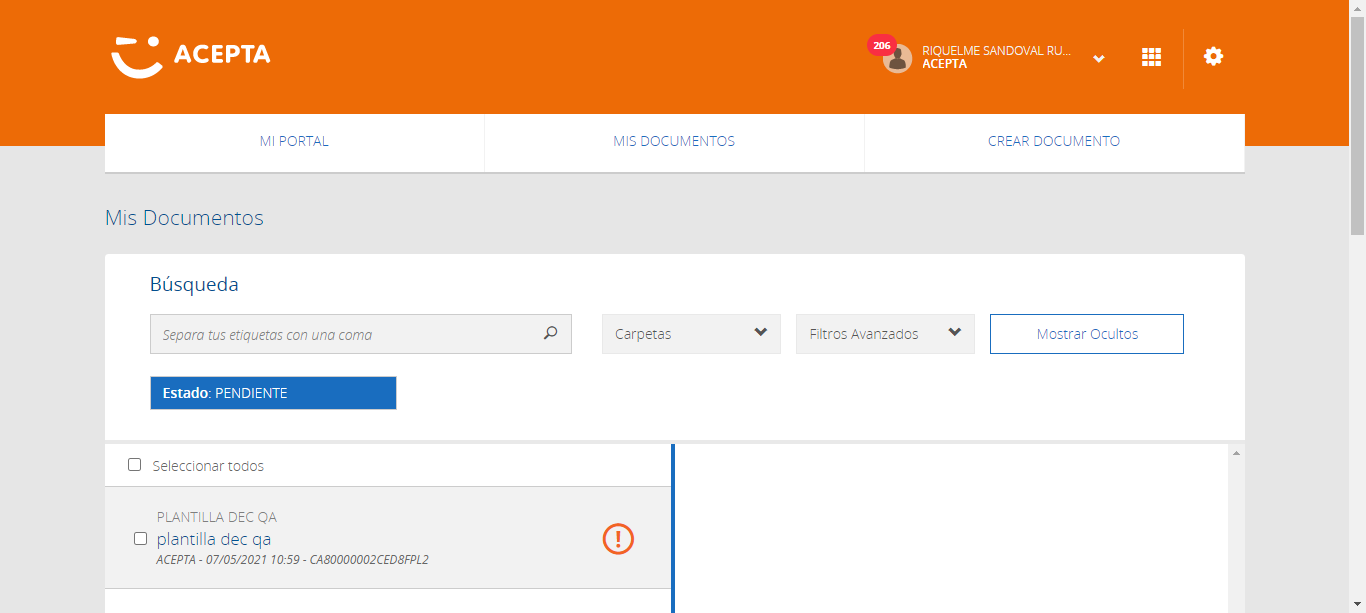 ACEPTA
206
RIQUELME SANDOVAL RU...
ACEPTA
MI PORTAL
MIS DOCUMENTOS
CREAR DOCUMENTO
Mis Documentos
Búsqueda
Separa tus etiquetas con una coma
Carpetas
Filtros Avanzados
Mostrar Ocultos
Estado: PENDIENTE
Seleccionar todos
PLANTILLA DEC QA
plantilla dec qa
ACEPTA - 07/05/2021 10:59 - CA80000002CED8FPL2